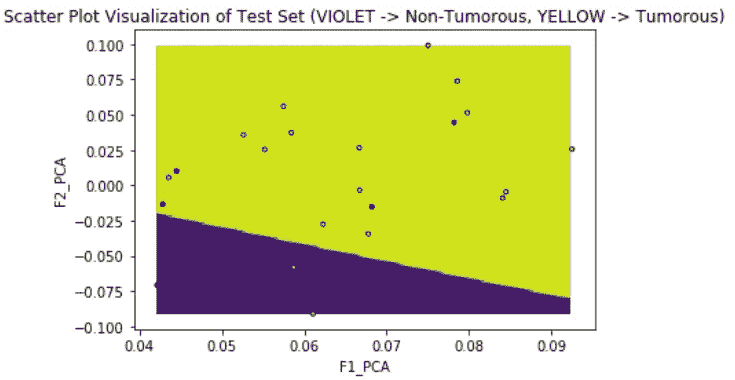 Scatter Plot Visualization of Test Set (VIOLET -> Non-Tumorous, YELLOW -> Tumorous)
0.100
0.075
0.050
0.025
0.000
−0.025
−0.050
−0.075
−0.100
F2_PCA
0.04 0.05 0.06 0.07 0.08 0.09
F1_PCA